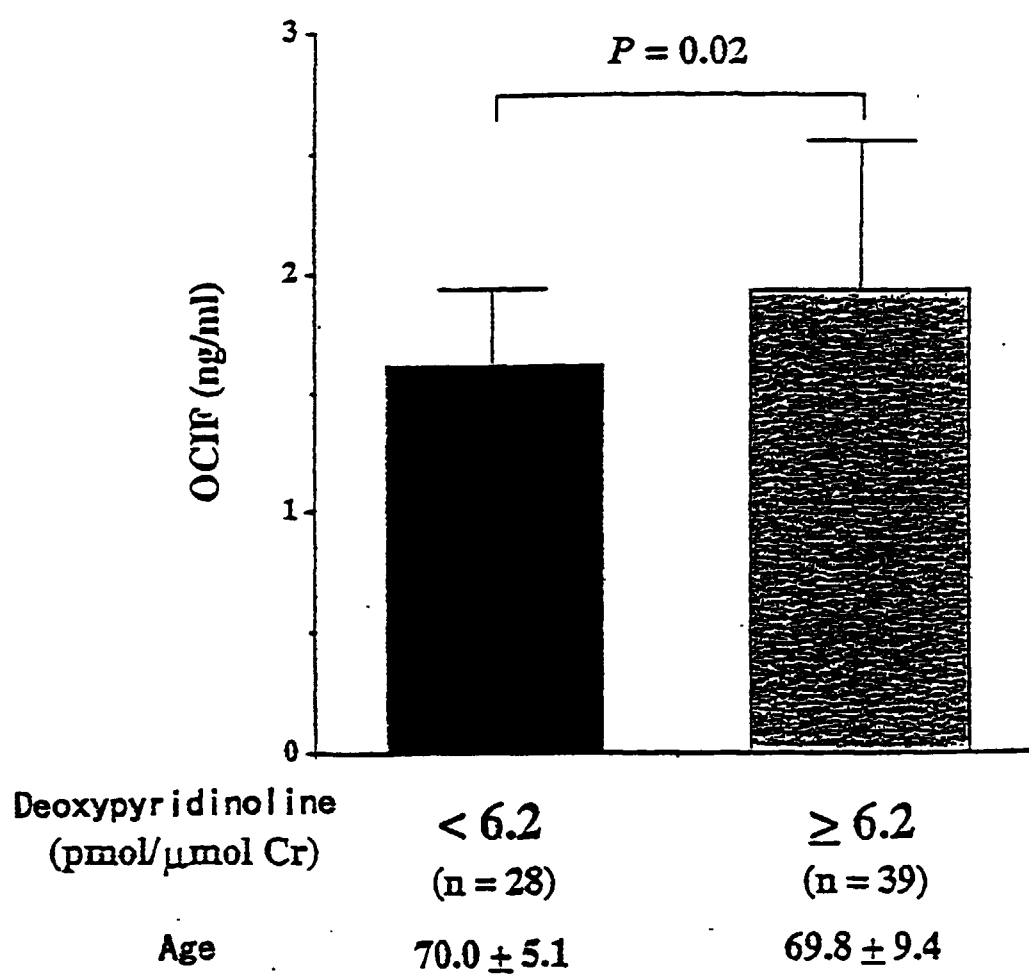 3
P = 0.02
2
OCIF (ng/ml)
1
0
Deoxypyridinoline
(pmol/μmol Cr)
< 6.2
≥ 6.2
(n = 28)
(n = 39)
Age
70.0 ± 5.1
69.8 ± 9.4